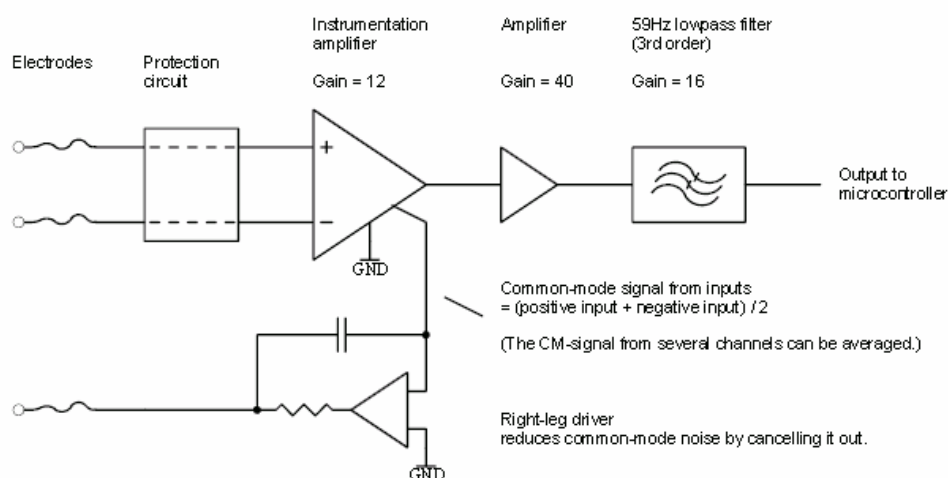 Electrodes
Protection
circuit
Instrumentation
amplifier
Gain = 12
Amplifier
Gain = 40
59Hz lowpass filter
(3rd order)
Gain = 16
+
−
GND
Output to
microcontroller
Common-mode signal from inputs
= (positive input + negative input) / 2
(The CM-signal from several channels can be averaged.)
Right-leg driver
reduces common-mode noise by cancelling it out.
GND